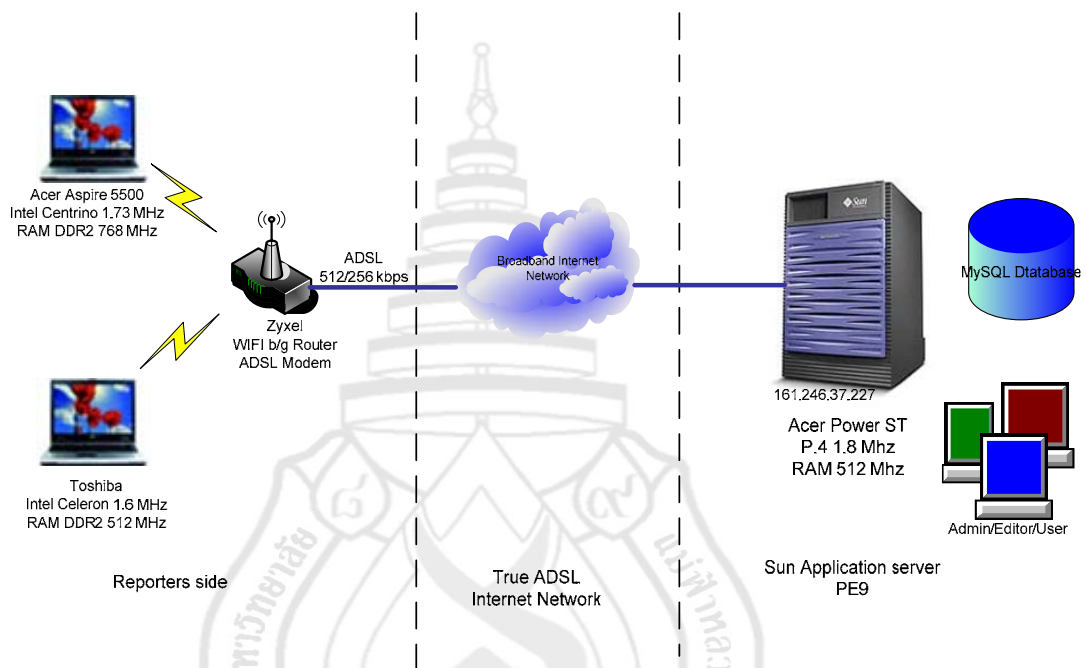 Acer Aspire 5500
Intel Centrino 1.73 MHz
RAM DDR2 768 MHz
Toshiba
Intel Celeron 1.6 MHz
RAM DDR2 512 MHz
Reporters side
Zyxel
WIFI b/g Router
ADSL Modem
ADSL
512/256 kbps
Broadband Internet
Network
True ADSL
Internet Network
Sun
161.246.37.227
Acer Power ST
P.4 1.8 Mhz
RAM 512 Mhz
MySQL Dtatabase
Admin/Editor/User
Sun Application server
PE9